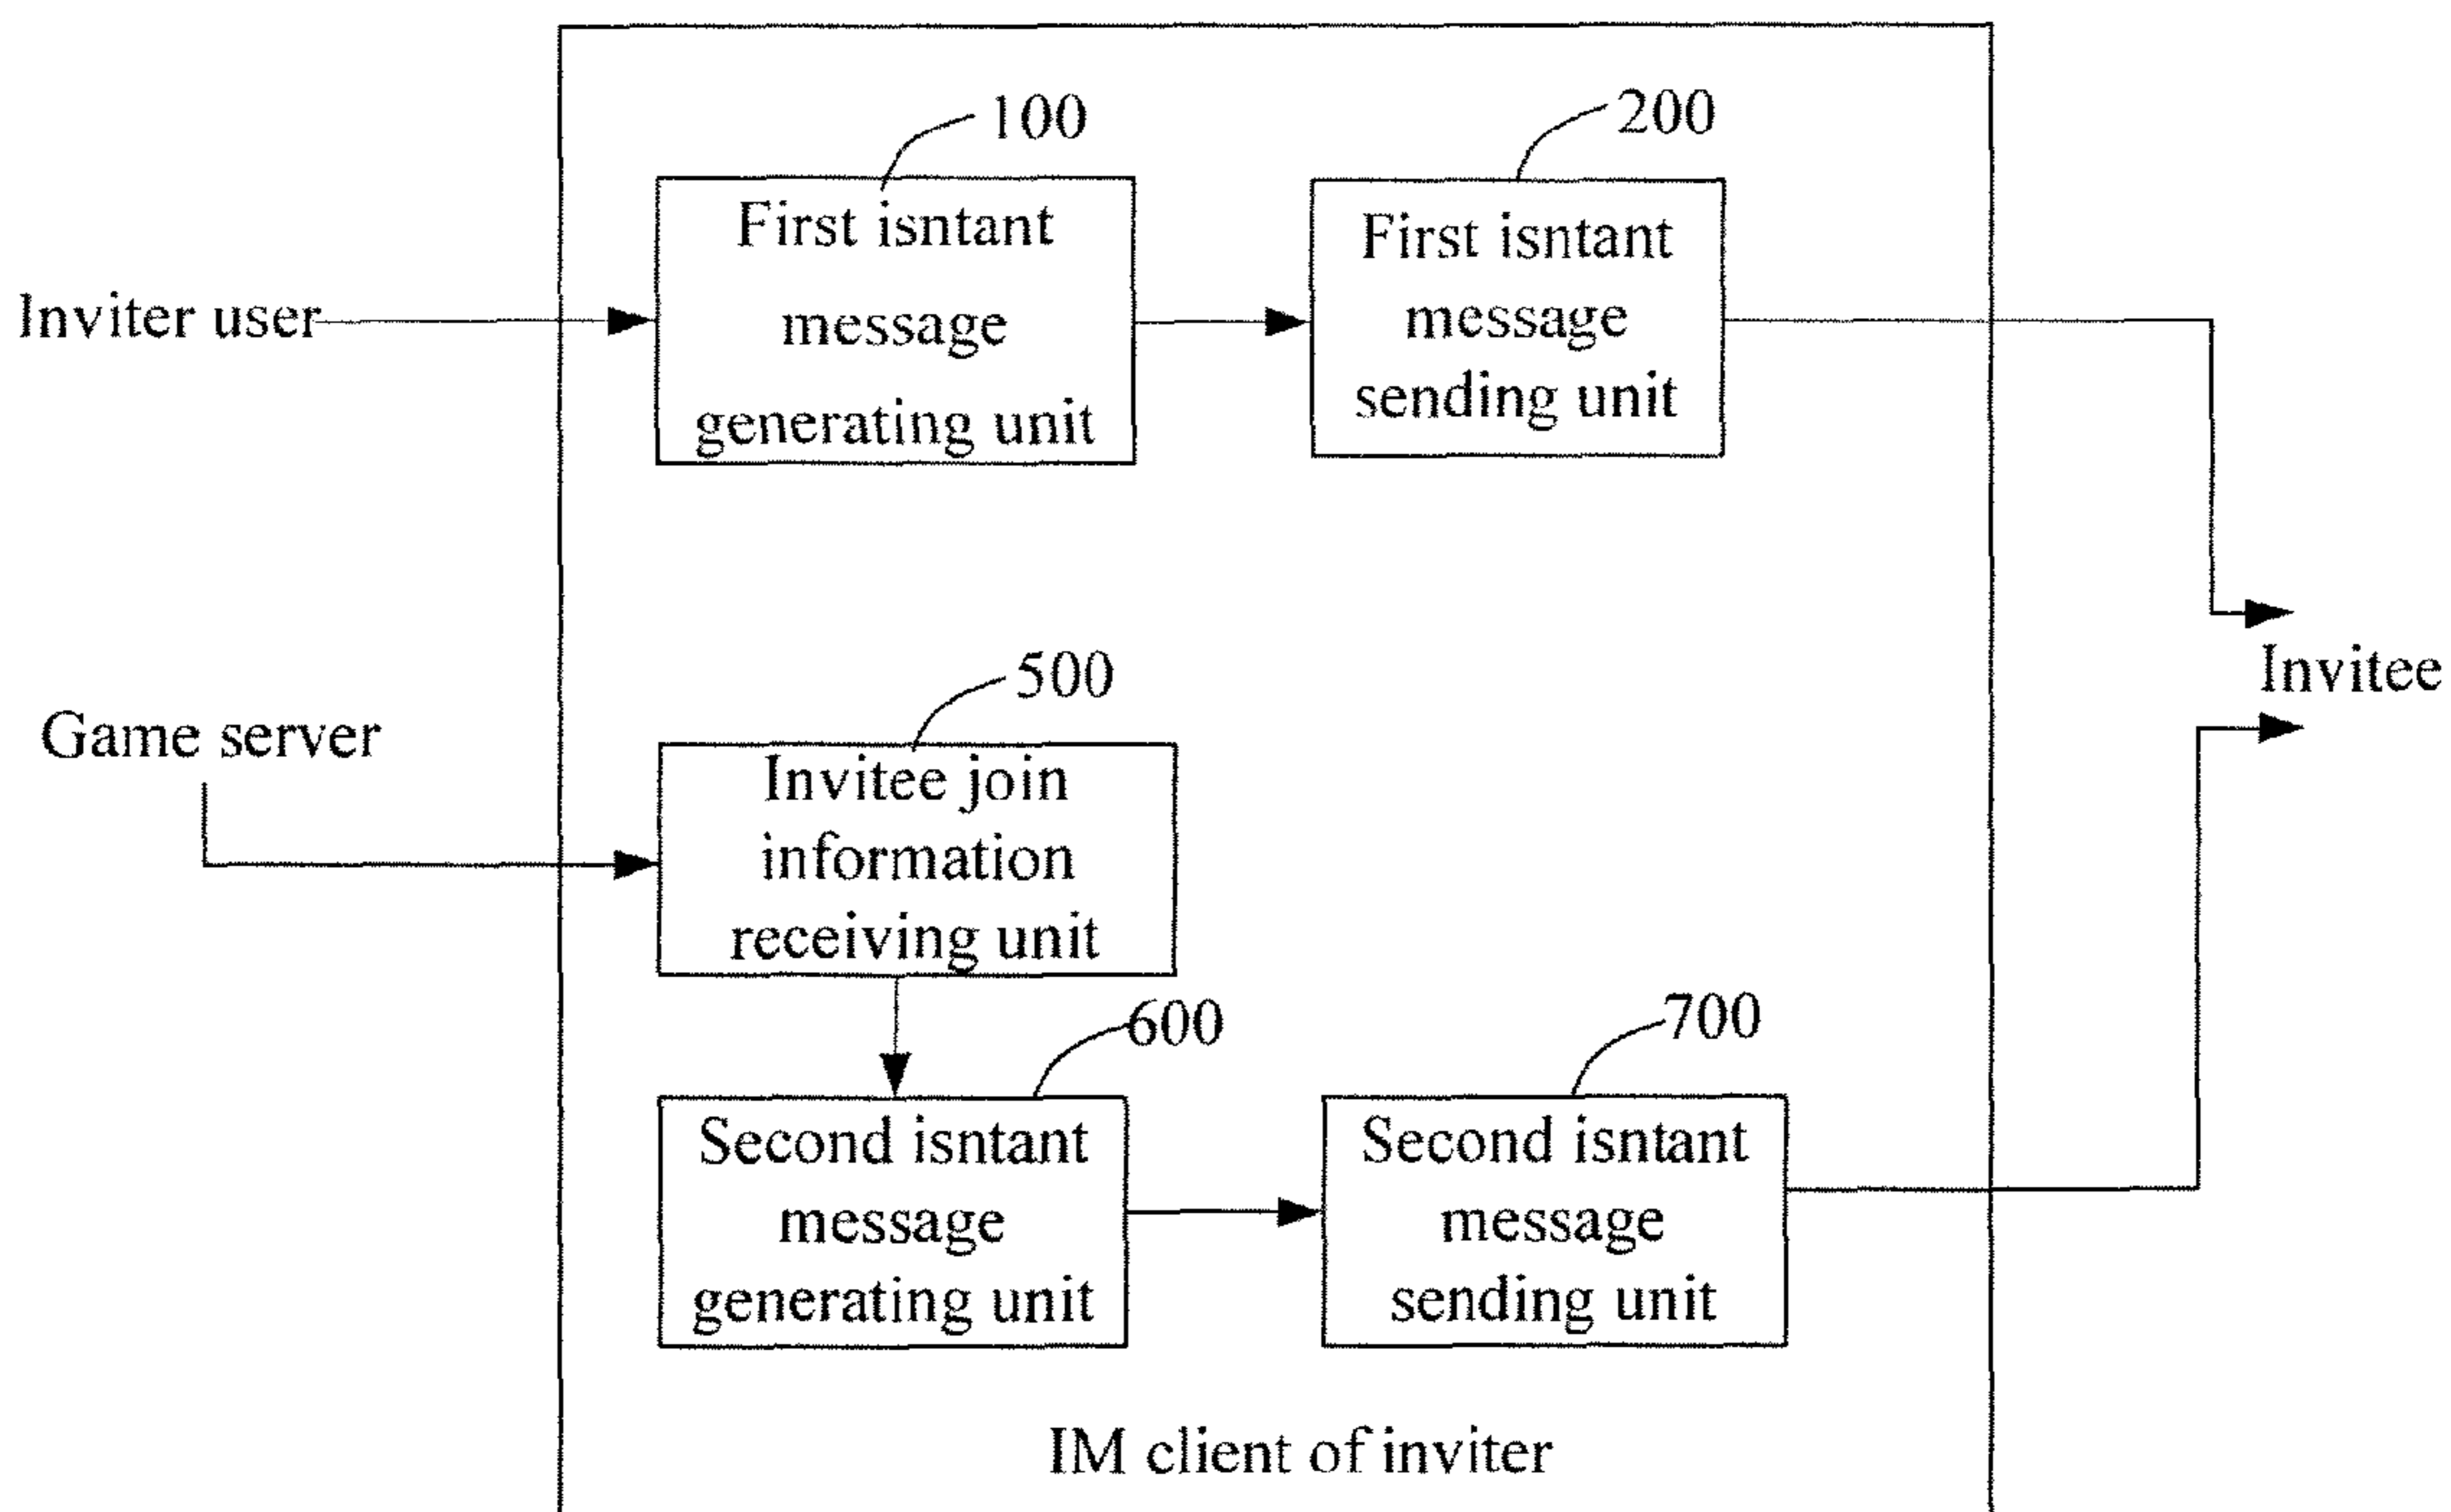 100
200
First isntant
message
generating unit
First isntant
message
sending unit
Inviter user
Invitee
500
Game server
Invitee join
information
receiving unit
600
700
Second isntant
message
generating unit
Second isntant
message
sending unit
IM client of inviter